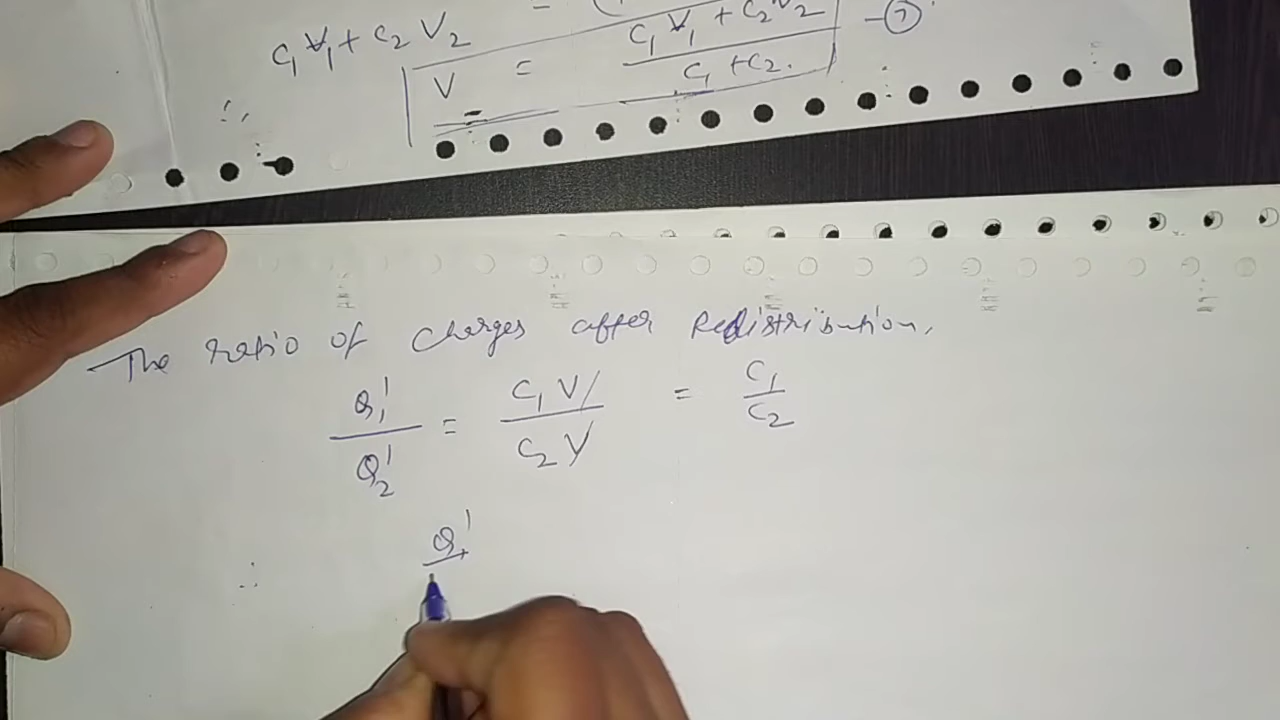 C₁V₁ + C₂V₂ =
∴ V = C₁V₁ + C₂V₂ / C₁ + C₂. -②
The ratio of charges after Redistribution,
Q₁' / Q₂' = C₁V / C₂V = C₁ / C₂
∴ Q₁'